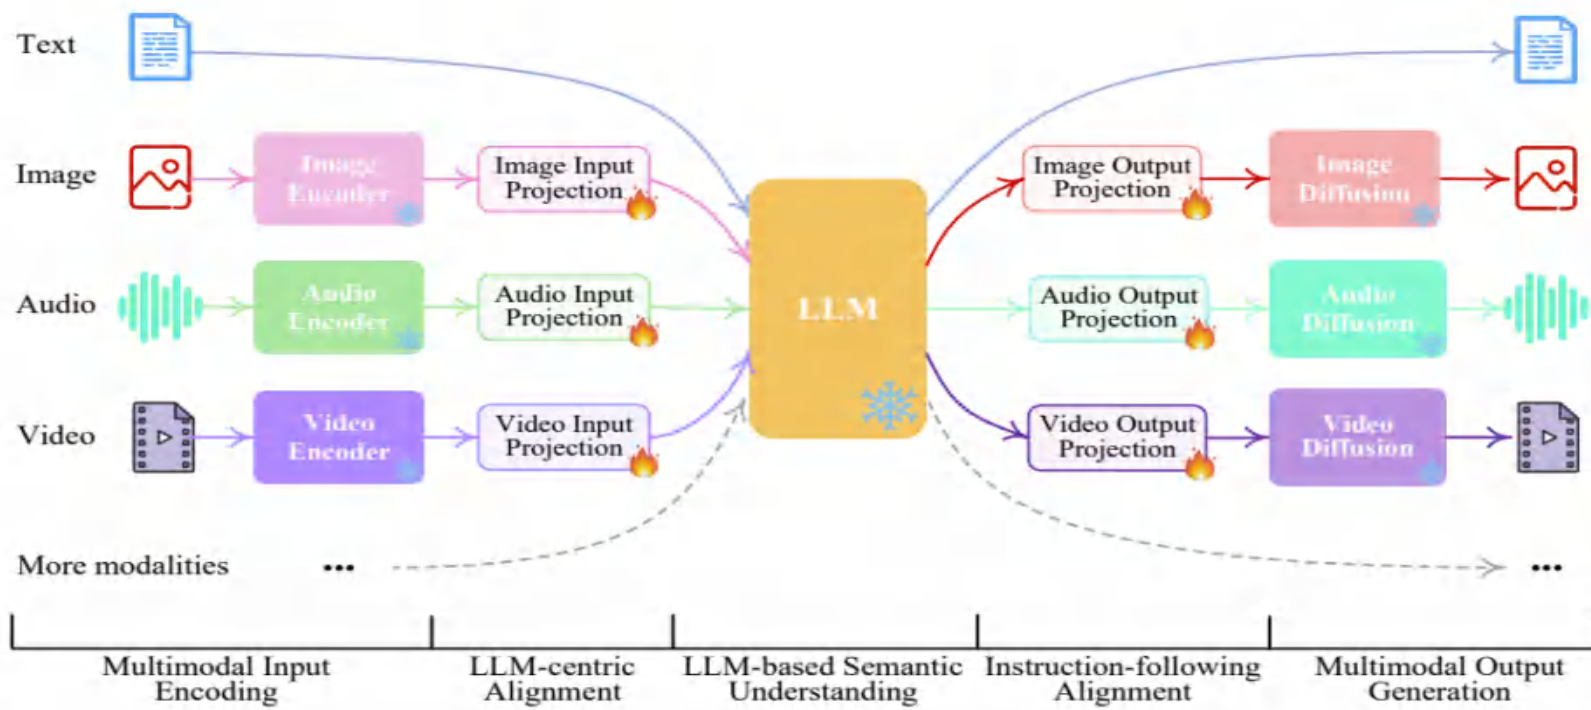 Text
Image
Image
Encoder
Image Input
Projection
Image Output
Projection
Image
Diffusion
Audio
Audio
Encoder
Audio Input
Projection
LLM
Audio Output
Projection
Audio
Diffusion
Video
Video
Encoder
Video Input
Projection
Video Output
Projection
Video
Diffusion
More modalities
...
...
Multimodal Input
Encoding
LLM-centric
Alignment
LLM-based Semantic
Understanding
Instruction-following
Alignment
Multimodal Output
Generation